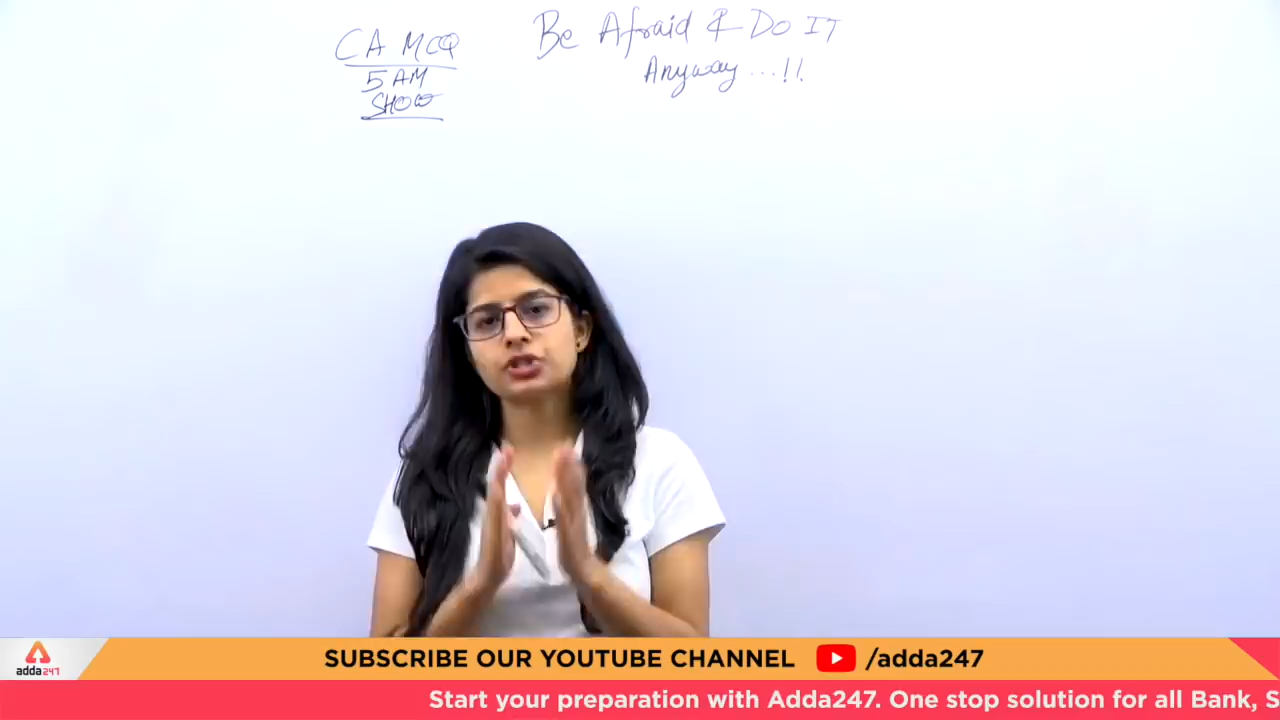 CA MCQ
5 AM
SHOW
Be Afraid & Do IT
Anyway ...!!
adda247
SUBSCRIBE OUR YOUTUBE CHANNEL /adda247
Start your preparation with Adda247. One stop solution for all Bank, S